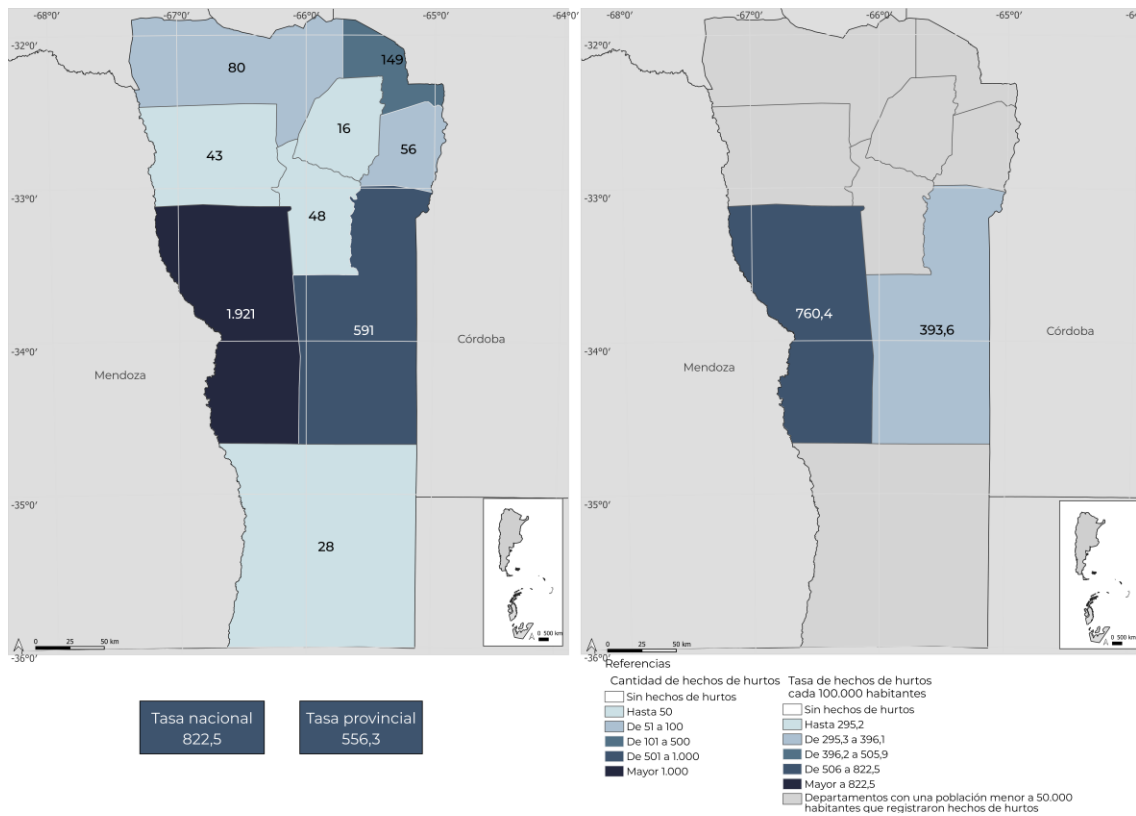 -68°0' -67°0' -66°0' -65°0' -64°0'
-32°0'
-33°0'
-34°0'
-35°0'
-36°0'
80
149
16
43
56
48
1.921
591
28
Mendoza
Córdoba
0 25 50 km
0 500 km
-68°0' -67°0' -66°0' -65°0' -64
-32°0'
-33°0'
-34°0'
-35°0'
-36°0'
760,4
393,6
Mendoza
Córdoba
0 25 50 km
0 500 km
Tasa nacional
822,5
Tasa provincial
556,3
Referencias
Cantidad de hechos de hurtos
Sin hechos de hurtos
Hasta 50
De 51 a 100
De 101 a 500
De 501 a 1.000
Mayor 1.000
Tasa de hechos de hurtos
cada 100.000 habitantes
Sin hechos de hurtos
Hasta 295,2
De 295,3 a 396,1
De 396,2 a 505,9
De 506 a 822,5
Mayor a 822,5
Departamentos con una población menor a 50.000
habitantes que registraron hechos de hurtos